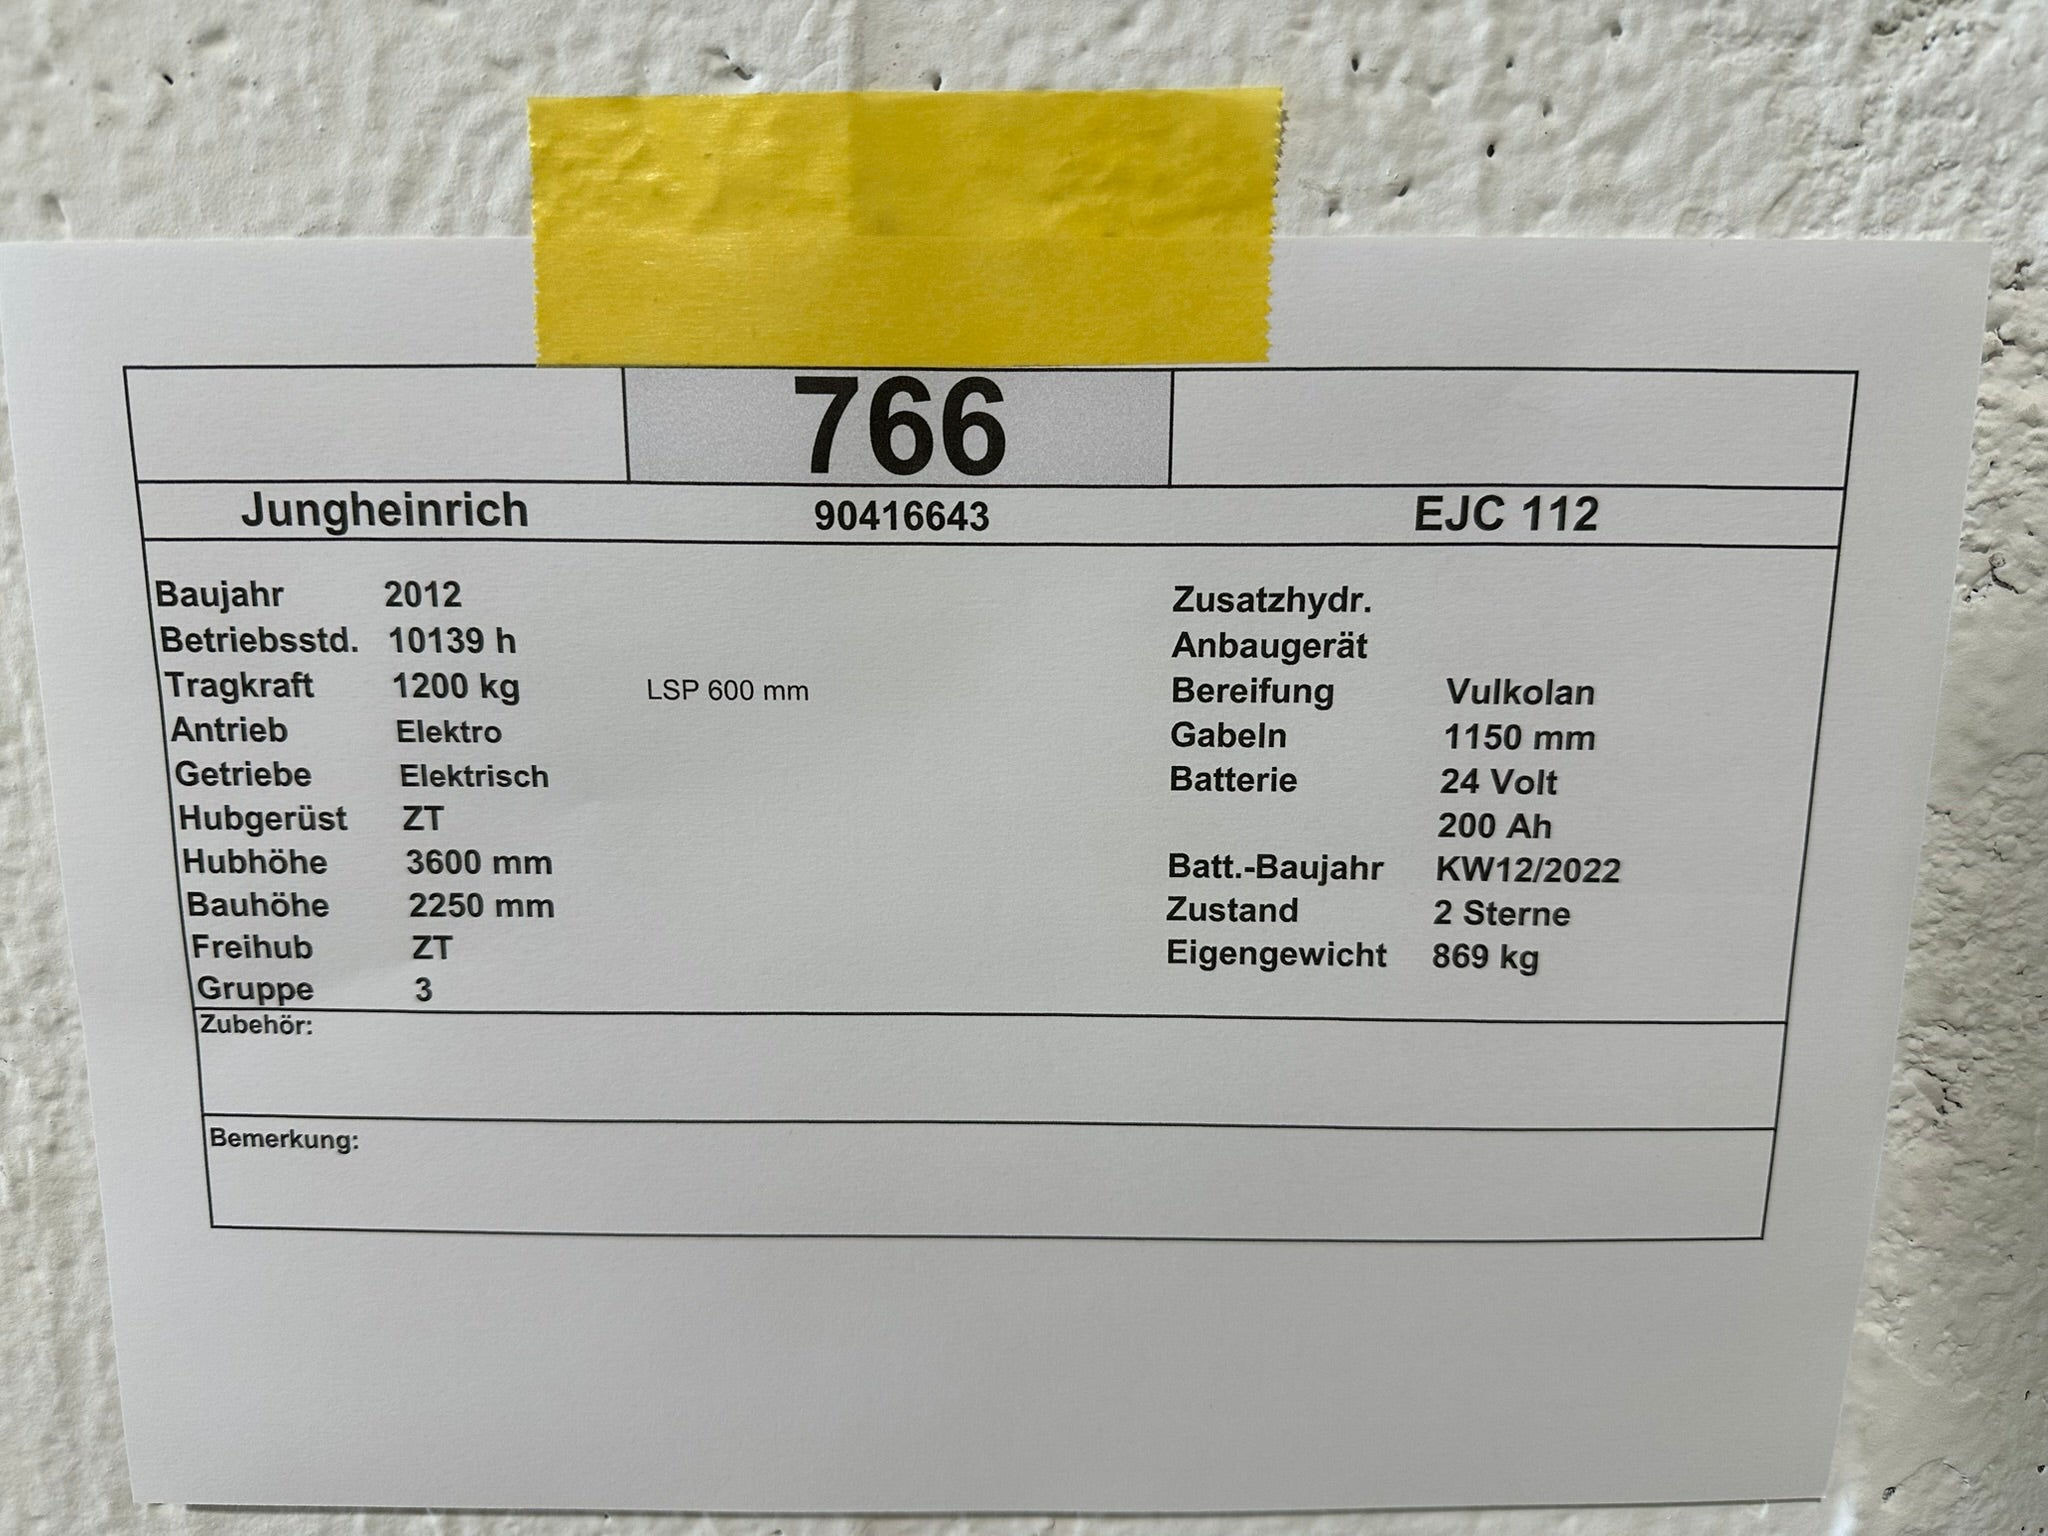 766
Jungheinrich 90416643 EJC 112
Baujahr 2012 Zusatzhydr.
Betriebsstd. 10139 h Anbaugerät
Tragkraft 1200 kg LSP 600 mm Bereifung Vulkolan
Antrieb Elektro Gabeln 1150 mm
Getriebe Elektrisch Batterie 24 Volt
Hubgerüst ZT 200 Ah
Hubhöhe 3600 mm Batt.-Baujahr KW12/2022
Bauhöhe 2250 mm Zustand 2 Sterne
Freihub ZT Eigengewicht 869 kg
Gruppe 3
Zubehör:
Bemerkung: